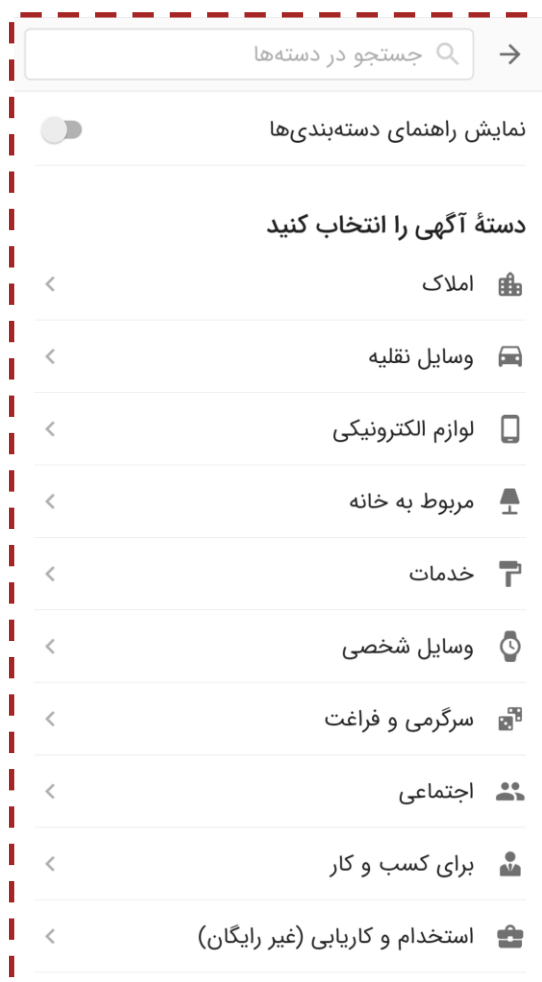 جستجو در دسته‌ها
نمایش راهنمای دسته‌بندی‌ها
دستهٔ آگهی را انتخاب کنید
املاک
وسایل نقلیه
لوازم الکترونیکی
مربوط به خانه
خدمات
وسایل شخصی
سرگرمی و فراغت
اجتماعی
برای کسب و کار
استخدام و کاریابی (غیر رایگان)